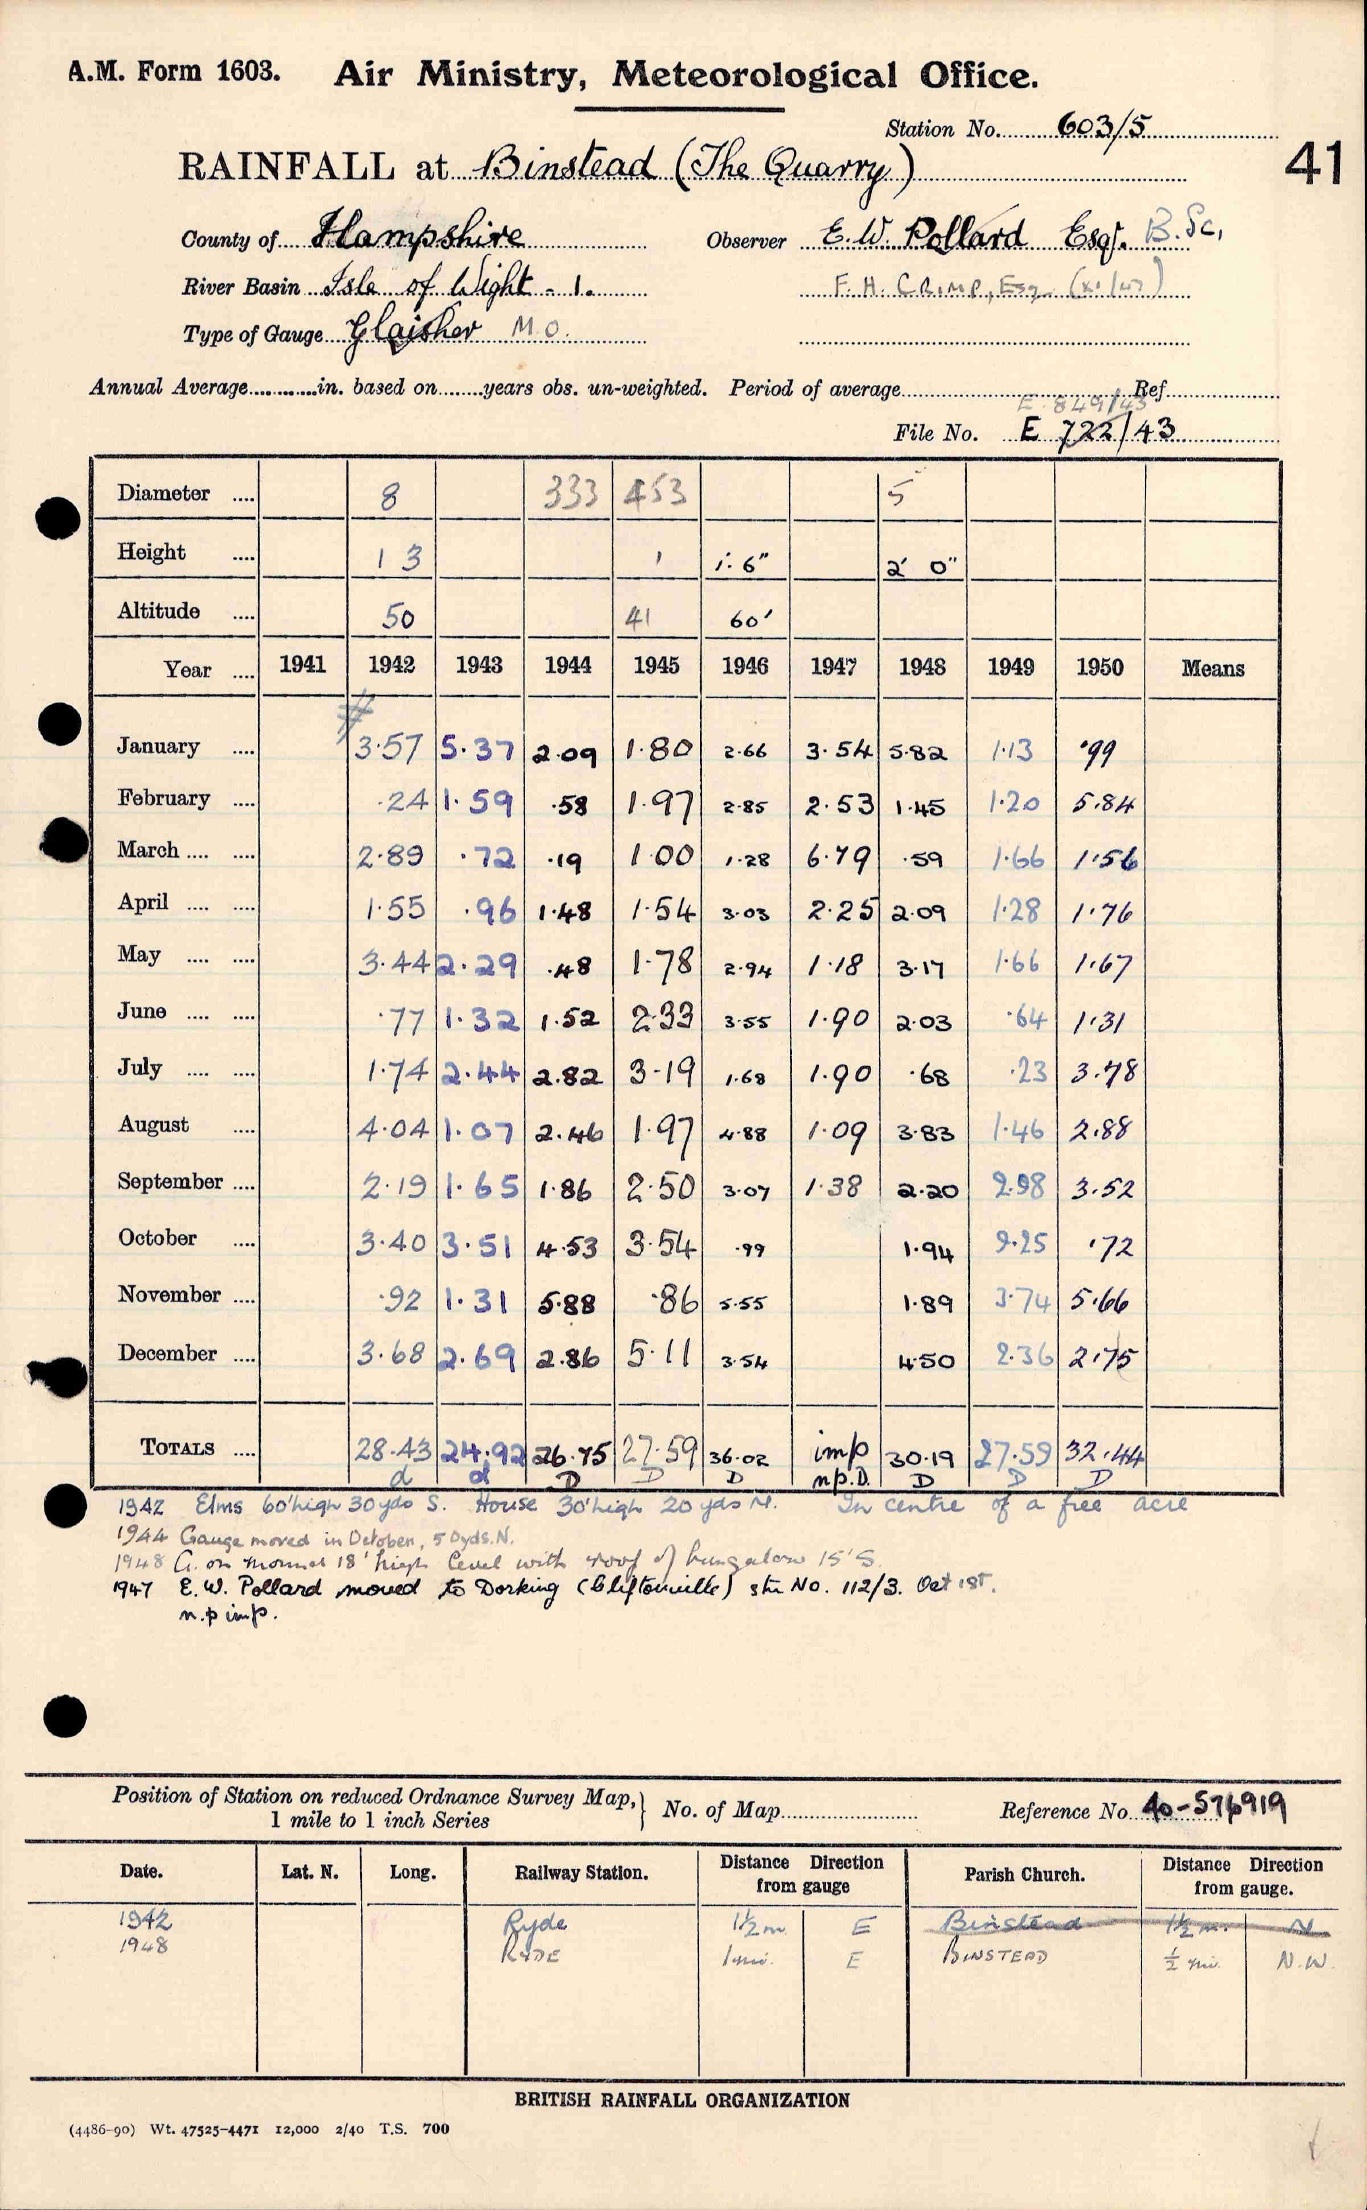 A.M. Form 1603. Air Ministry, Meteorological Office.
Station No. 603/5
41
RAINFALL at Binstead (The Quarry)
County of Hampshire Observer E. W. Pollard Esq. B.Sc,
River Basin Isle of Wight - 1. F. H. CRIMP, Esq. (xi/47)
Type of Gauge Glaisher M.O.
Annual Average in. based on years obs. un-weighted. Period of average Ref.
E 849/43
File No. E 722/43
Diameter 8 333 453 5
Height 1 3 1 1' 6" 2' 0"
Altitude 50 41 60'
Year 1941 1942 1943 1944 1945 1946 1947 1948 1949 1950 Means
January 3.57 5.37 2.09 1.80 2.66 3.54 5.82 1.13 .99
February .24 1.59 .58 1.97 2.85 2.53 1.45 1.20 5.84
March 2.89 .72 .19 1.00 1.28 6.79 .59 1.66 1.56
April 1.55 .96 1.48 1.54 3.03 2.25 2.09 1.28 1.76
May 3.44 2.29 .48 1.78 2.94 1.18 3.17 1.66 1.67
June .77 1.32 1.52 2.33 3.55 1.90 2.03 .64 1.31
July 1.74 2.44 2.82 3.19 1.68 1.90 .68 .23 3.78
August 4.04 1.07 2.46 1.97 4.88 1.09 3.83 1.46 2.88
September 2.19 1.65 1.86 2.50 3.07 1.38 2.20 2.98 3.52
October 3.40 3.51 4.53 3.54 .99 1.94 9.25 .72
November .92 1.31 5.88 .86 5.55 1.89 3.74 5.66
December 3.68 2.69 2.86 5.11 3.54 4.50 2.36 2.75
TOTALS 28.43 24.92 26.75 27.59 36.02 imp 30.19 27.59 32.44
d d D D D n.p.D. D D D
1942 Elms 60' high 30 yds S. House 30' high 20 yds N. In centre of a free acre
1944 Gauge moved in October, 50yds. N.
1948 G. on mound 18' high level with roof of bungalow 15' S.
1947 E. W. Pollard moved to Dorking (Cliftonville) stn No. 112/3. Oct 1st.
n.p imp.
Position of Station on reduced Ordnance Survey Map, 1 mile to 1 inch Series } No. of Map Reference No. 40-576919
Date. Lat. N. Long. Railway Station. Distance Direction from gauge Parish Church. Distance Direction from gauge.
1942 Ryde 1½ m. E Binstead 1½ m. N
1948 RYDE 1 mi. E BINSTEAD ½ mi. N.W.
BRITISH RAINFALL ORGANIZATION
(4486-90) Wt. 47525-4471 12,000 2/40 T.S. 700